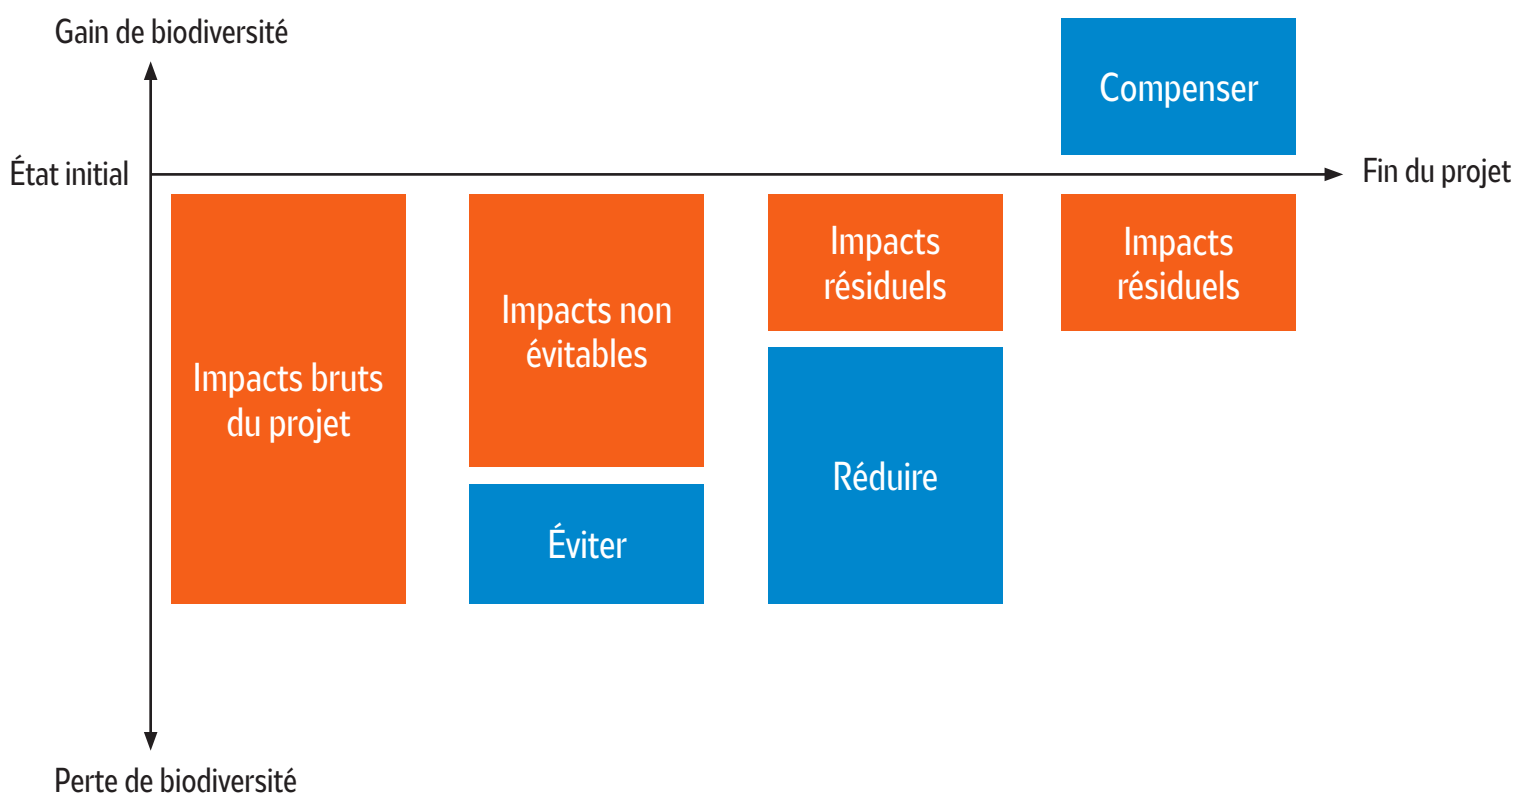 Gain de biodiversité
Compenser
État initial
Fin du projet
Impacts bruts
du projet
Impacts non
évitables
Éviter
Impacts
résiduels
Réduire
Impacts
résiduels
Perte de biodiversité